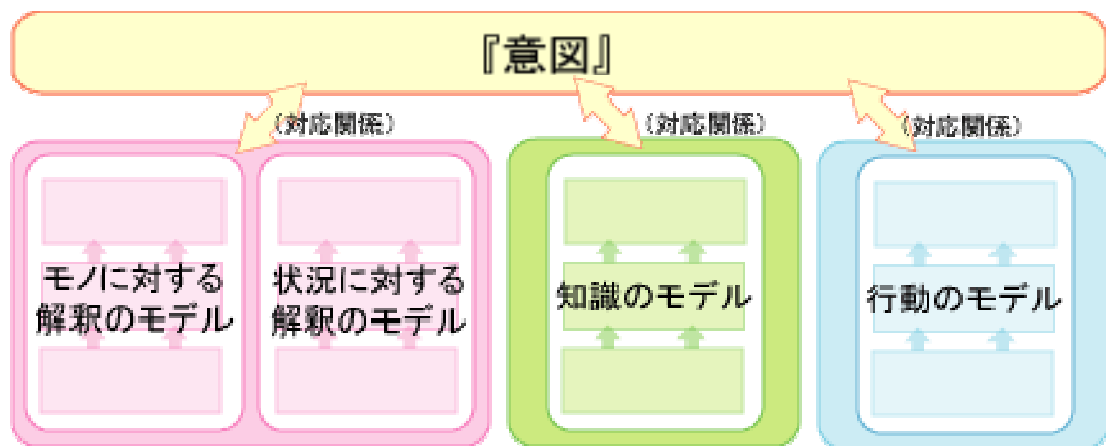 『意図』
(対応関係)
(対応関係)
(対応関係)
モノに対する
解釈のモデル
状況に対する
解釈のモデル
知識のモデル
行動のモデル